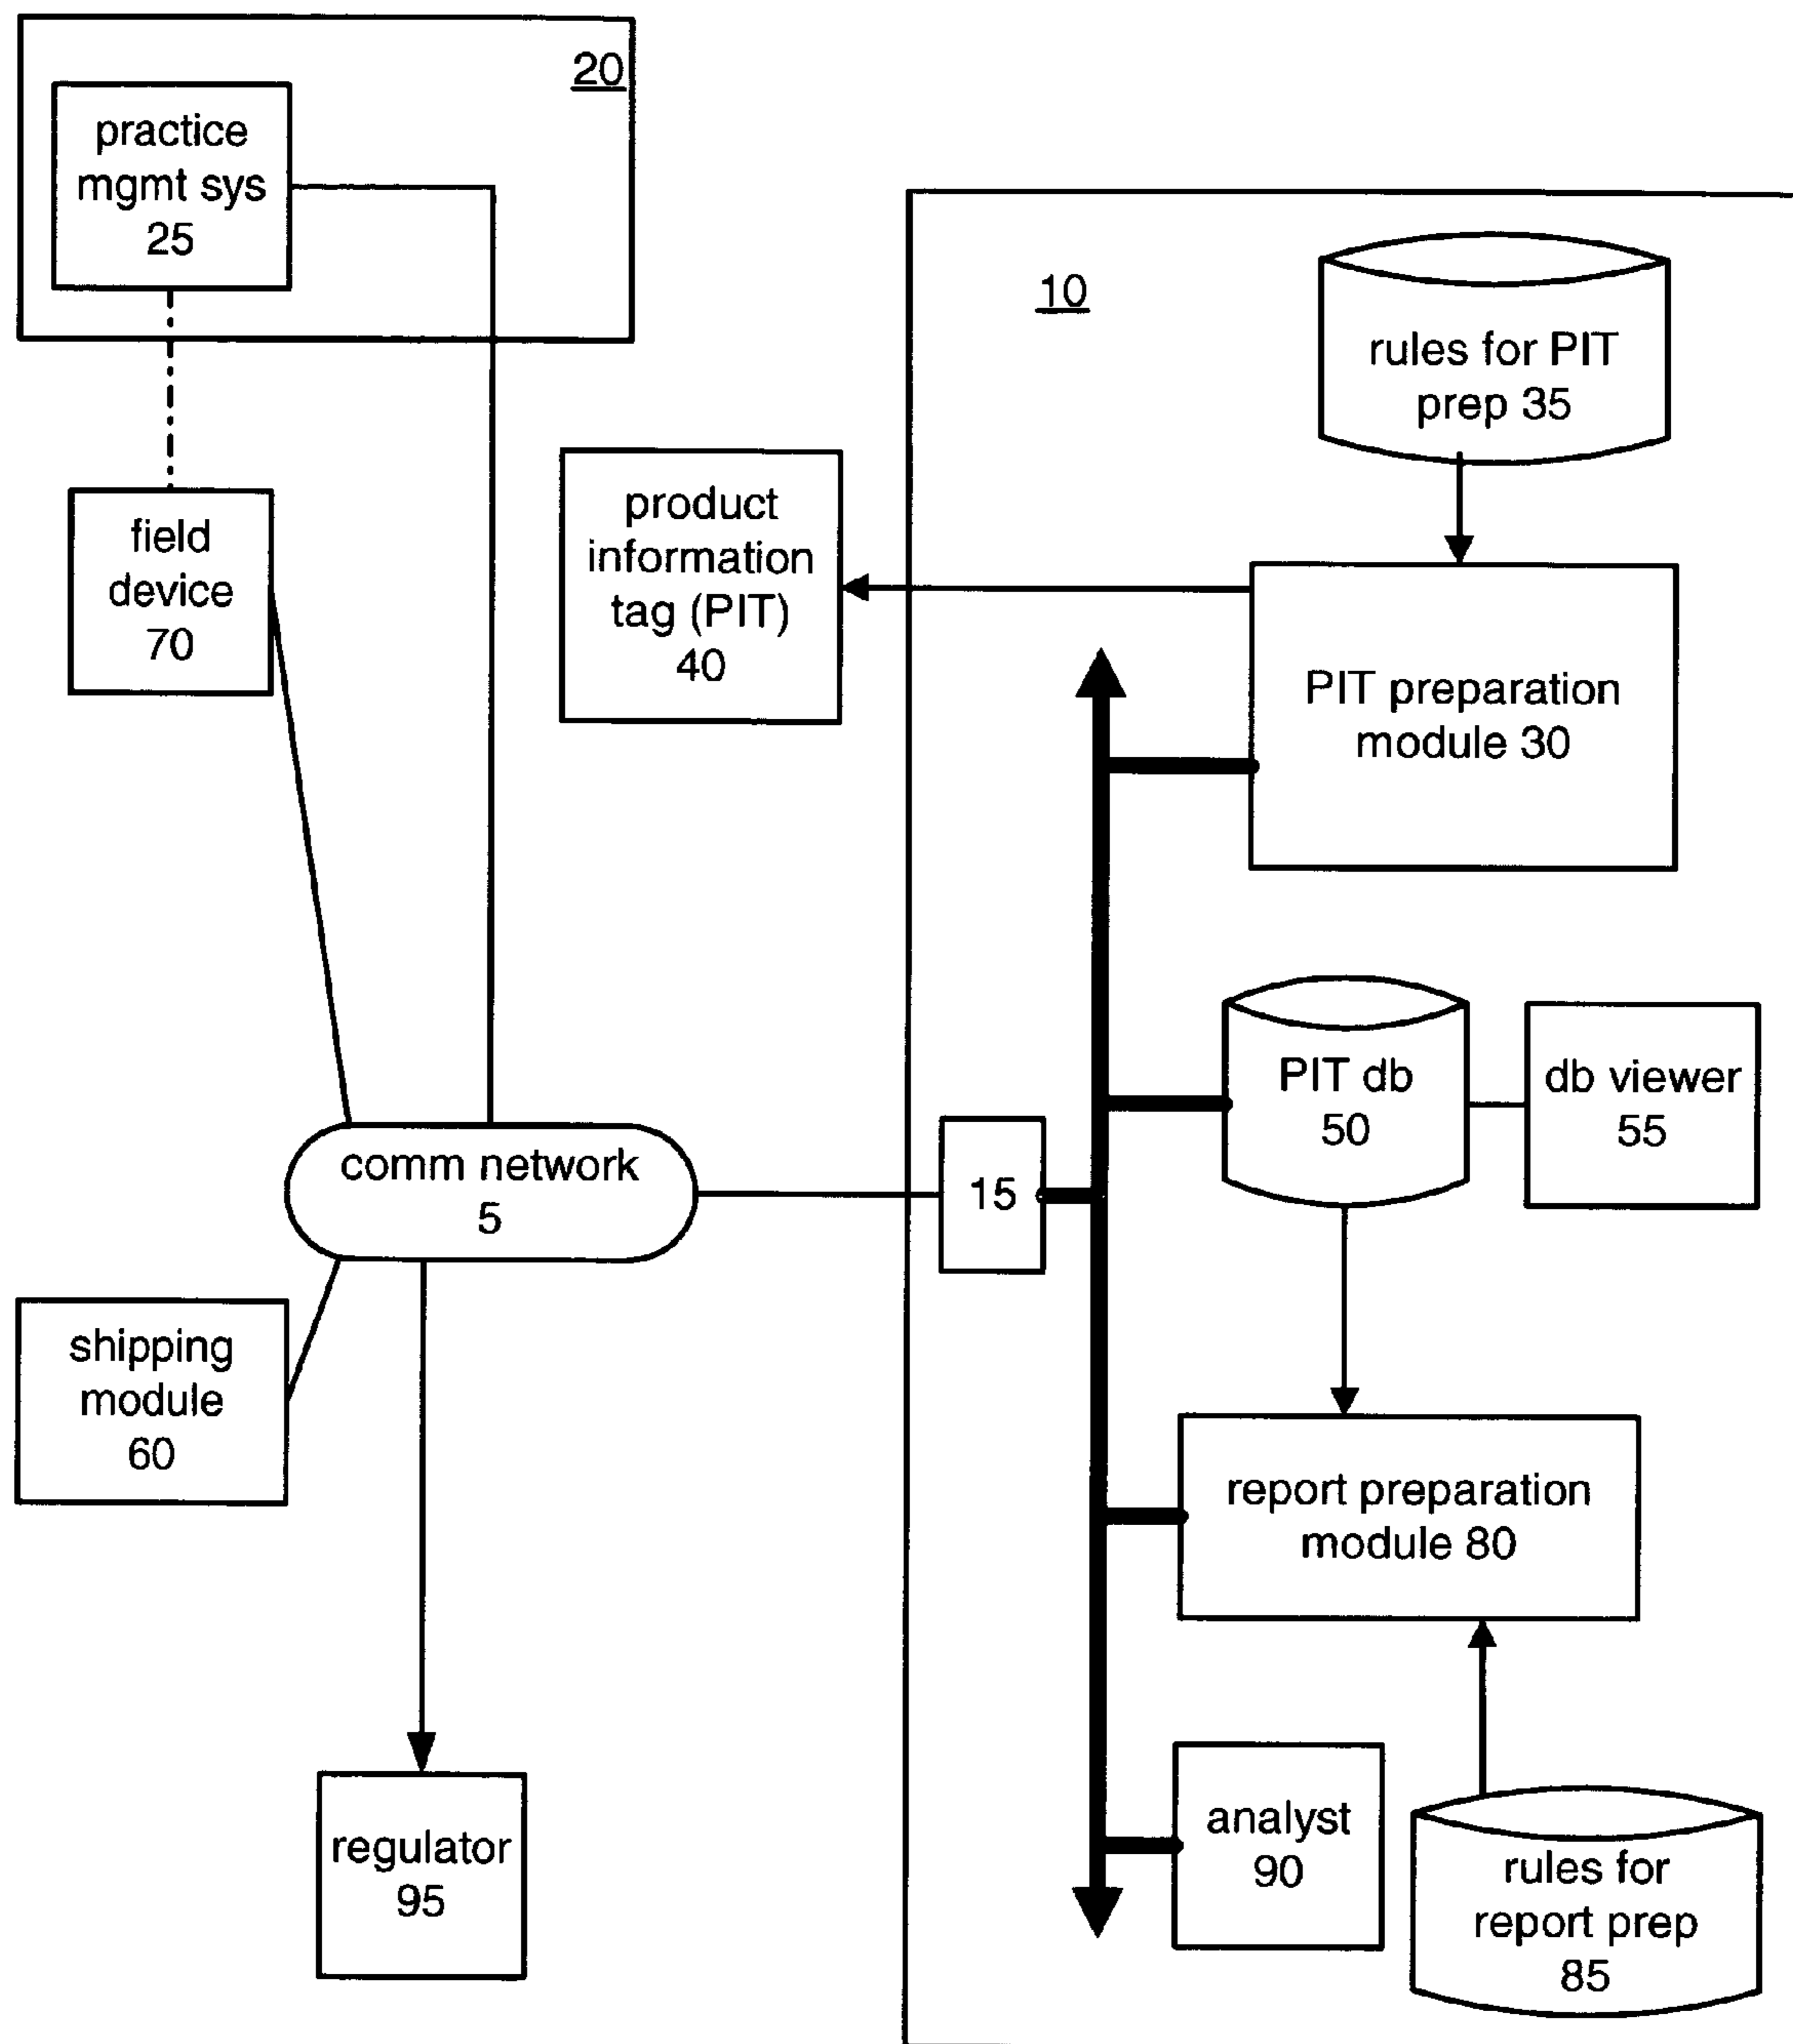 20
practice
mgmt sys
25
10
rules for PIT
prep 35
product
information
tag (PIT)
40
field
device
70
PIT preparation
module 30
PIT db
50
db viewer
55
comm network
5
15
shipping
module
60
report preparation
module 80
regulator
95
analyst
90
rules for
report prep
85